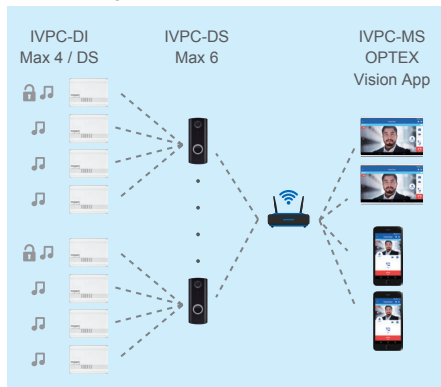 IVPC-DI
Max 4 / DS
IVPC-DS
Max 6
IVPC-MS
OPTEX
Vision App